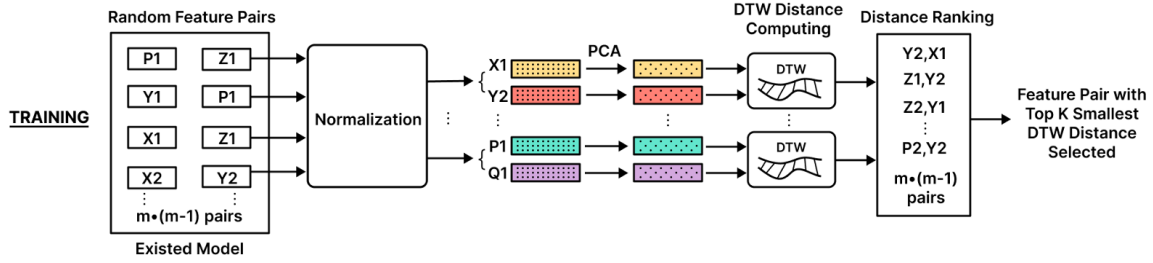 Random Feature Pairs
P1 Z1
Y1 P1
X1 Z1
X2 Y2
m•(m-1) pairs
Existed Model
TRAINING
Normalization
X1
Y2
P1
Q1
PCA
DTW Distance
Computing
DTW
DTW
Distance Ranking
Y2,X1
Z1,Y2
Z2,Y1
P2,Y2
m•(m-1)
pairs
Feature Pair with
Top K Smallest
DTW Distance
Selected